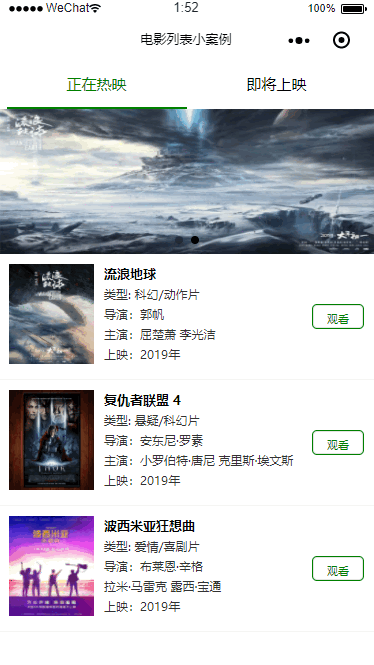 WeChat
1:52
100%
电影列表小案例
正在热映
即将上映
流浪地球
流浪地球
类型: 科幻/动作片
导演：郭帆
主演：屈楚萧 李光洁
上映：2019年
观看
复仇者联盟 4
类型: 悬疑/科幻片
导演：安东尼·罗素
主演：小罗伯特·唐尼 克里斯·埃文斯
上映：2019年
观看
THOR
波西米亚狂想曲
类型: 爱情/喜剧片
导演：布莱恩·辛格
拉米·马雷克 露西·宝通
上映：2019年
观看